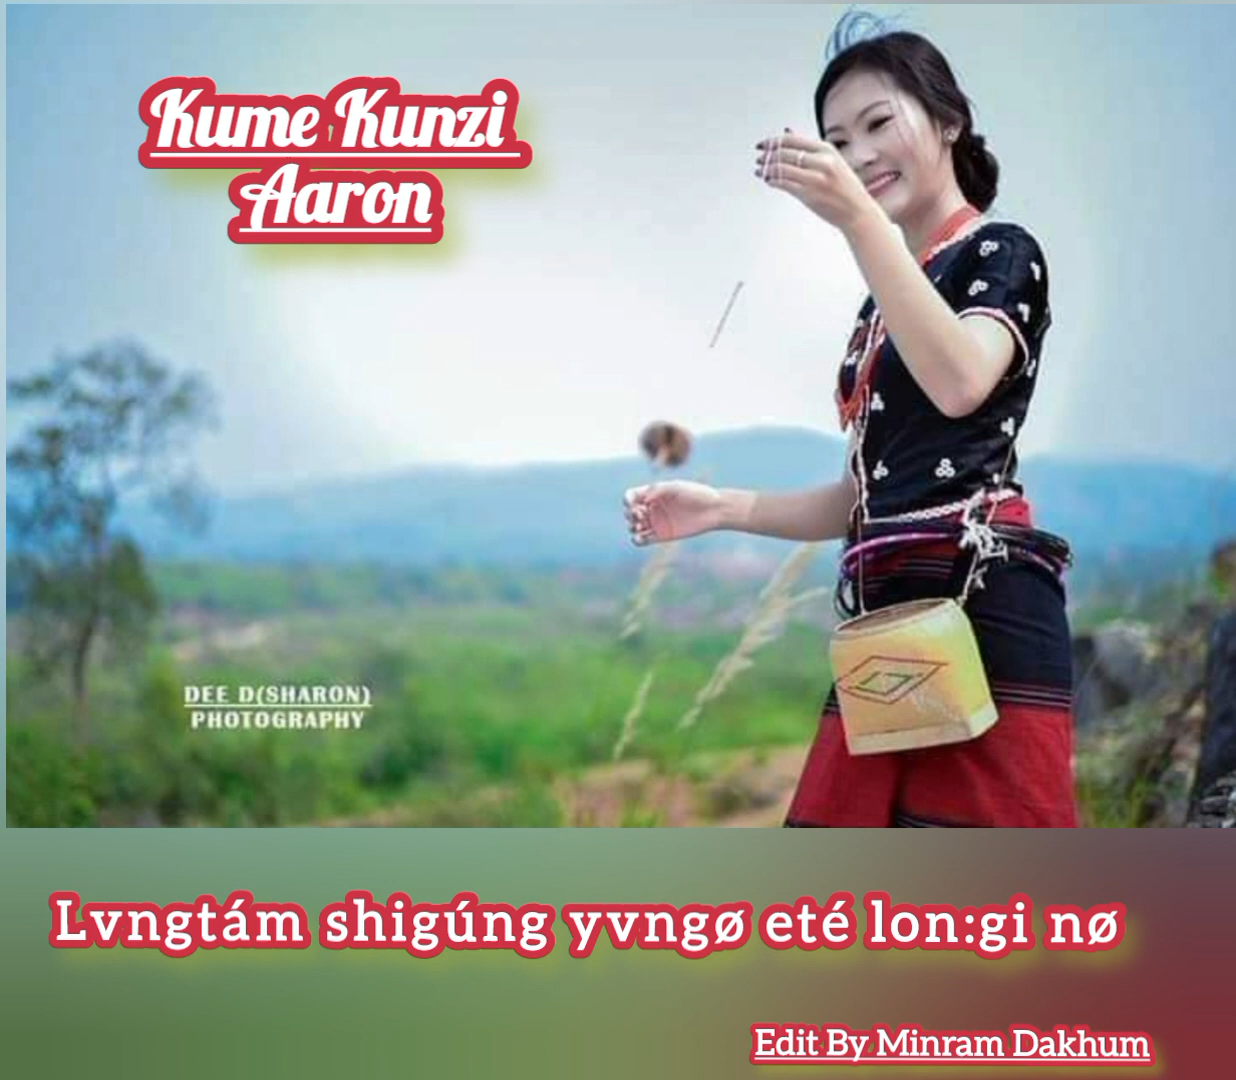 Kume Kunzi
Aaron
DEE D(SHARON)
PHOTOGRAPHY
Lvngtám shigúng yvngø eté lon:gi nø
Edit By Minram Dakhum